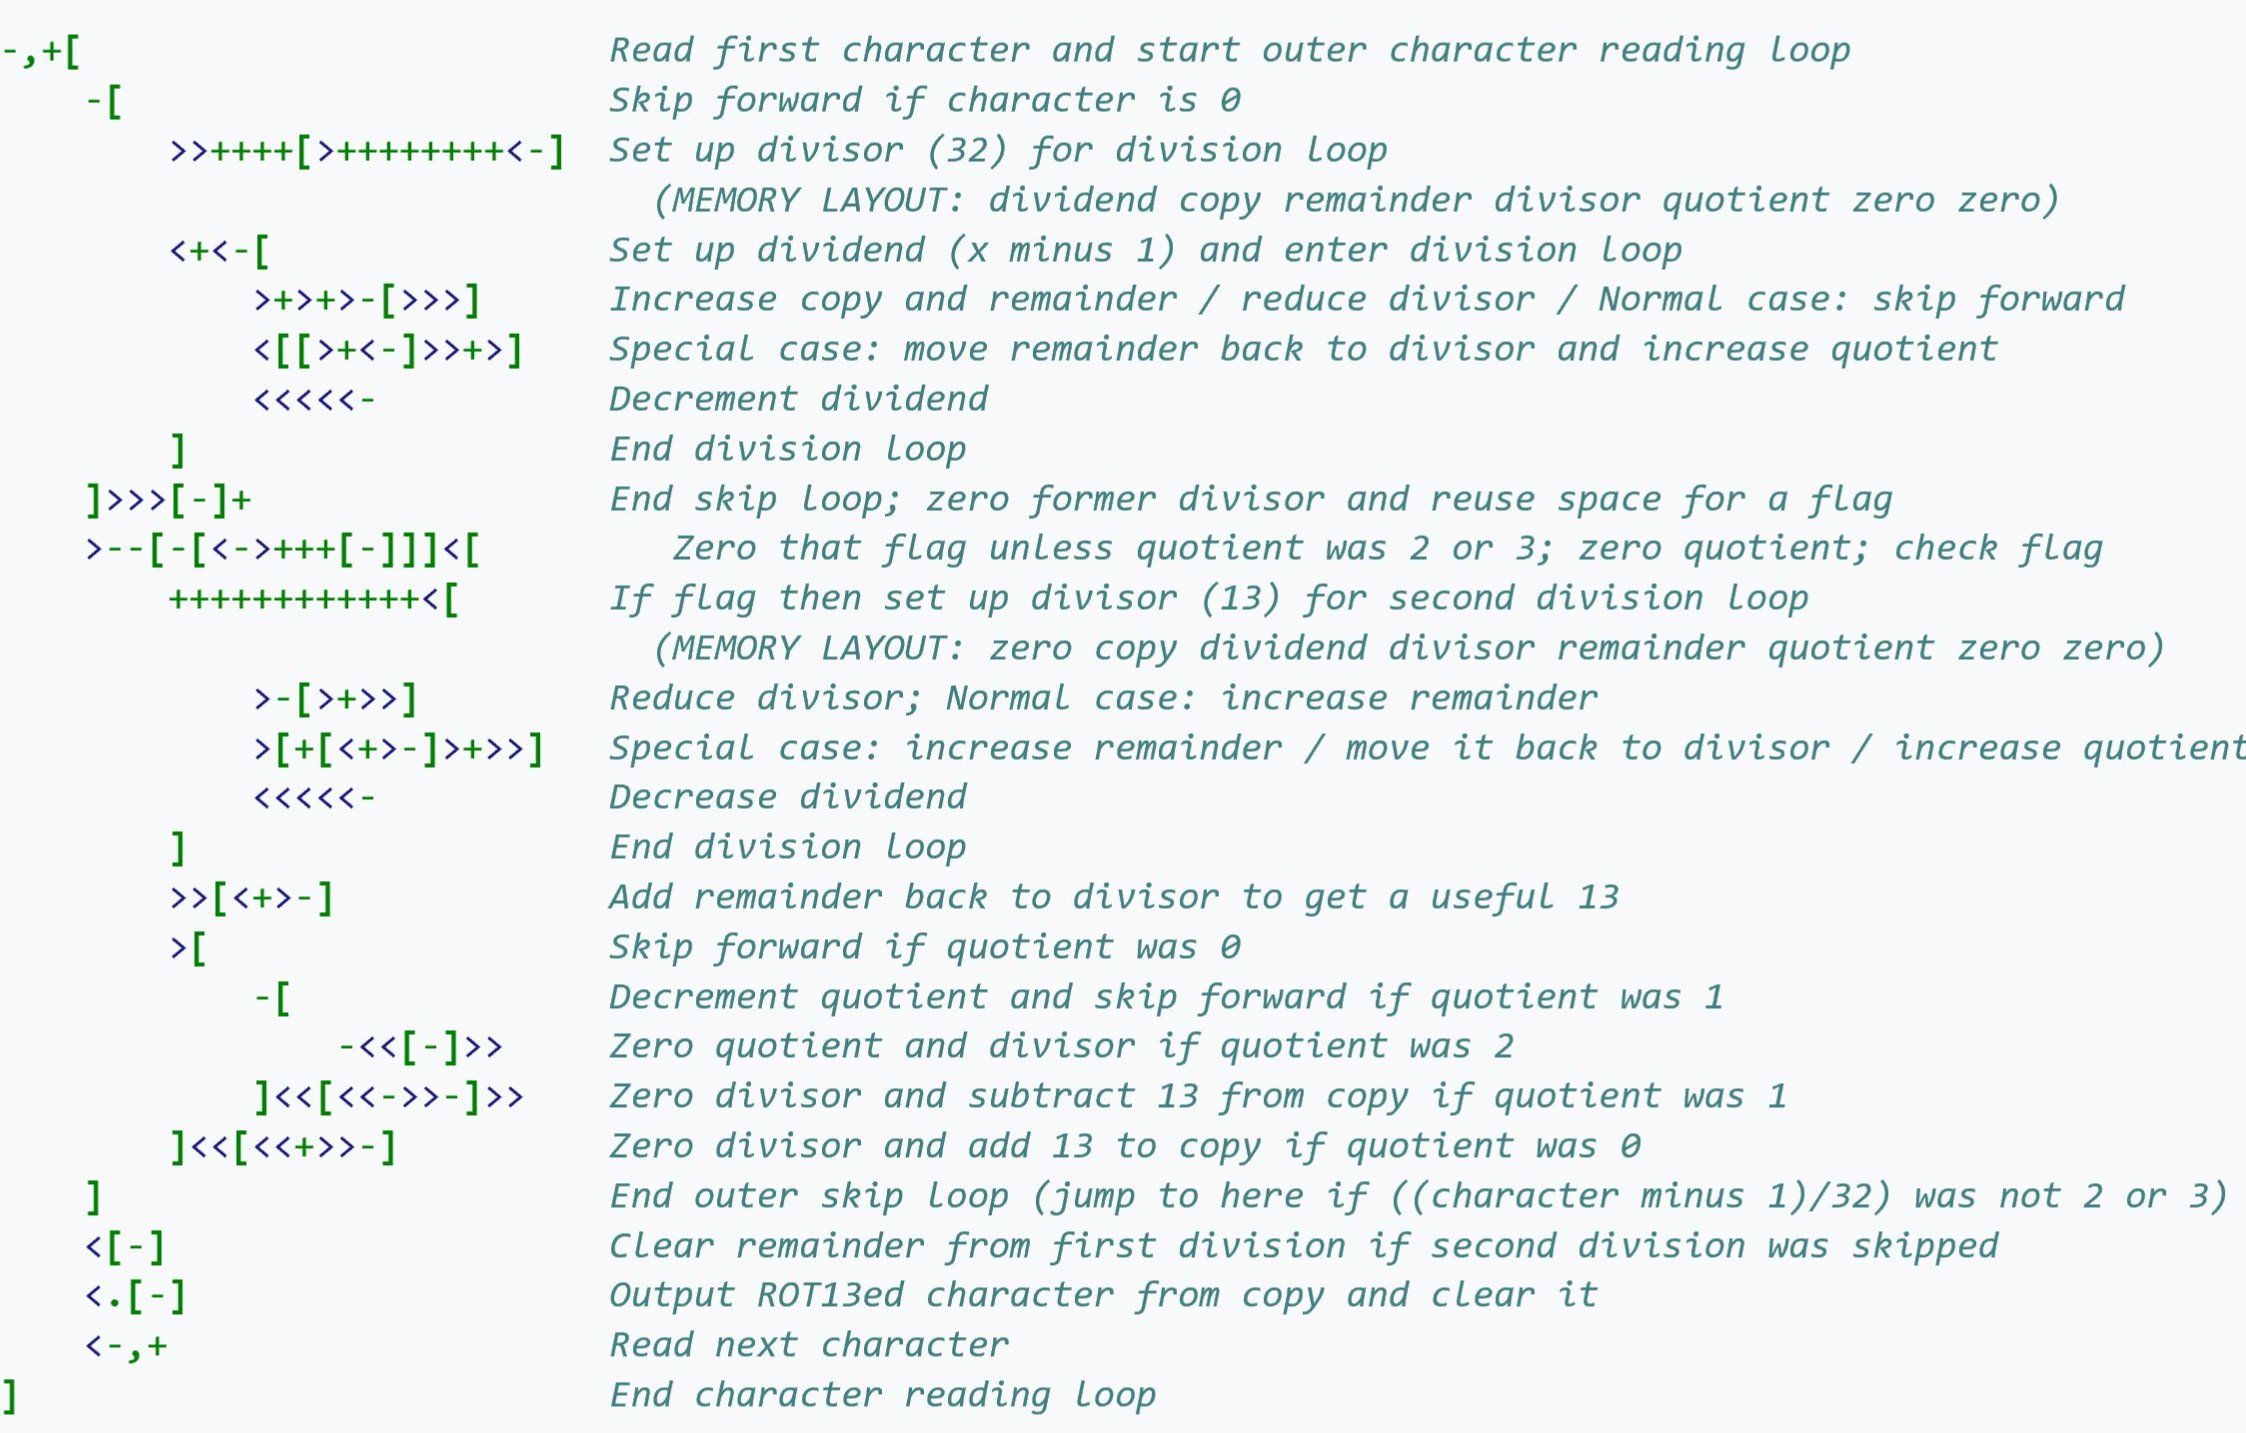 -,+[                         Read first character and start outer character reading loop
    -[                       Skip forward if character is 0
        >>++++[>++++++++<-]  Set up divisor (32) for division loop
                               (MEMORY LAYOUT: dividend copy remainder divisor quotient zero zero)
        <+<-[                Set up dividend (x minus 1) and enter division loop
            >+>+>-[>>>]      Increase copy and remainder / reduce divisor / Normal case: skip forward
            <[[>+<-]>>+>]    Special case: move remainder back to divisor and increase quotient
            <<<<<-           Decrement dividend
        ]                    End division loop
    ]>>>[-]+                 End skip loop; zero former divisor and reuse space for a flag
    >--[-[<->+++[-]]]<[         Zero that flag unless quotient was 2 or 3; zero quotient; check flag
        ++++++++++++<[       If flag then set up divisor (13) for second division loop
                               (MEMORY LAYOUT: zero copy dividend divisor remainder quotient zero zero)
            >-[>+>>]         Reduce divisor; Normal case: increase remainder
            >[+[<+>-]>+>>]   Special case: increase remainder / move it back to divisor / increase quotient
            <<<<<-           Decrease dividend
        ]                    End division loop
        >>[<+>-]             Add remainder back to divisor to get a useful 13
        >[                   Skip forward if quotient was 0
            -[               Decrement quotient and skip forward if quotient was 1
                -<<[-]>>     Zero quotient and divisor if quotient was 2
            ]<<[<<->>-]>>    Zero divisor and subtract 13 from copy if quotient was 1
        ]<<[<<+>>-]          Zero divisor and add 13 to copy if quotient was 0
    ]                        End outer skip loop (jump to here if ((character minus 1)/32) was not 2 or 3)
    <[-]                     Clear remainder from first division if second division was skipped
    <.[-]                    Output ROT13ed character from copy and clear it
    <-,+                     Read next character
]                            End character reading loop